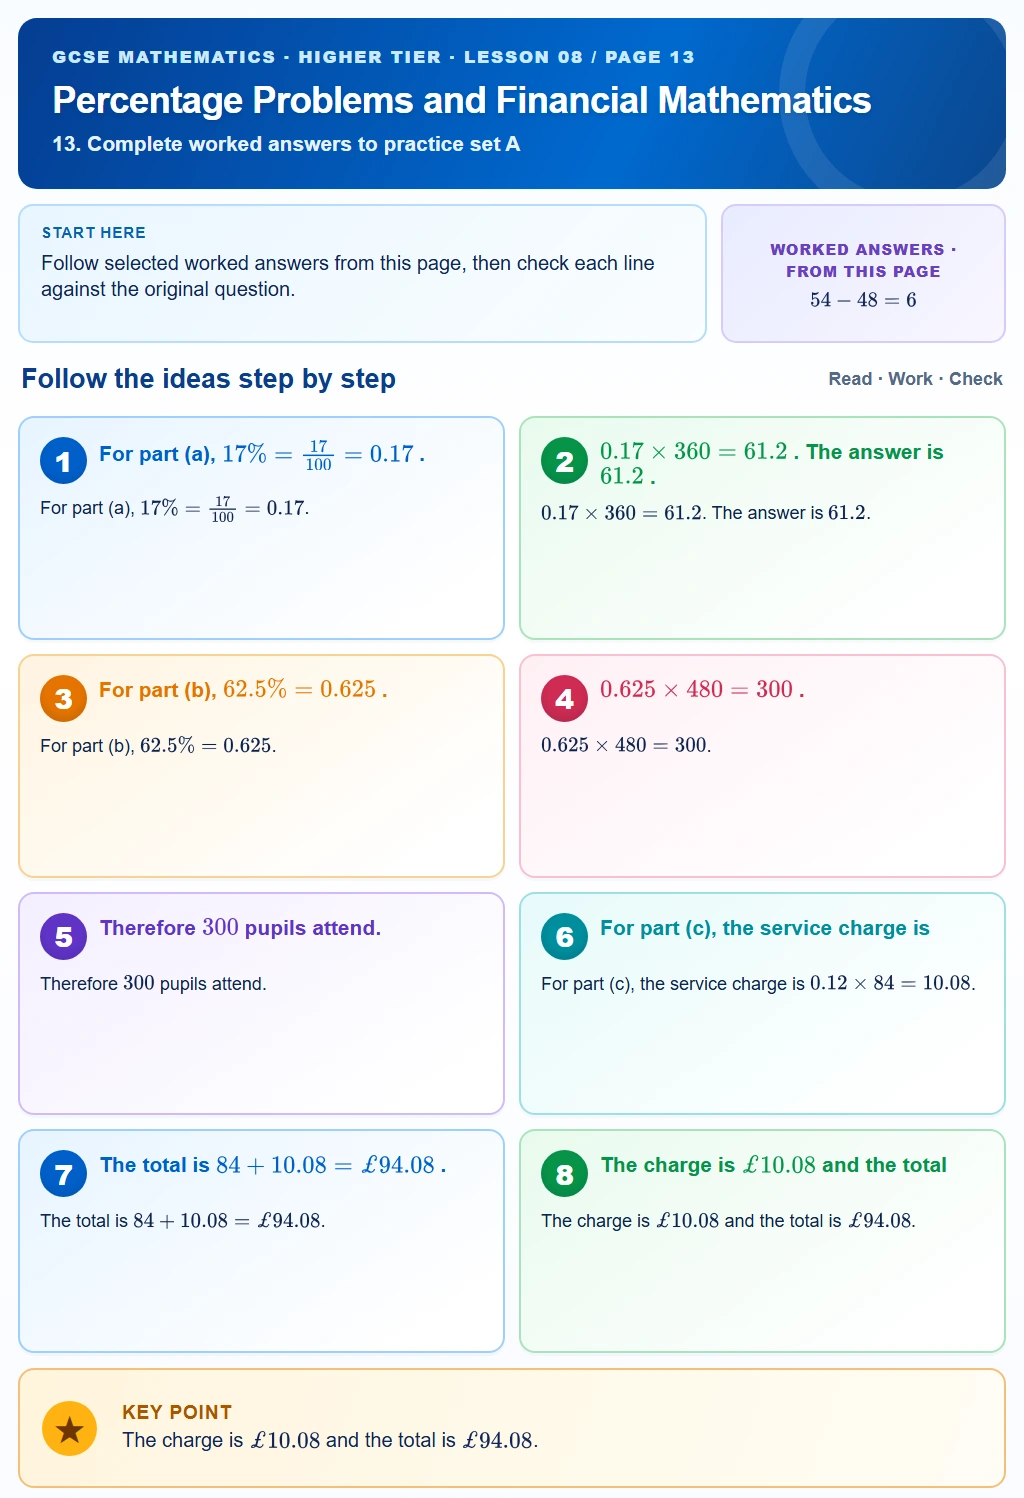 GCSE MATHEMATICS · HIGHER TIER · LESSON 08 / PAGE 13
Percentage Problems and Financial Mathematics
13. Complete worked answers to practice set A
START HERE
Follow selected worked answers from this page, then check each line
against the original question.
WORKED ANSWERS ·
FROM THIS PAGE
54 − 48 = 6
Follow the ideas step by step
Read · Work · Check
1
For part (a), 17% = 17/100 = 0.17 .
For part (a), 17% = 17/100 = 0.17.
2
0.17 × 360 = 61.2 . The answer is
61.2 .
0.17 × 360 = 61.2. The answer is 61.2.
3
For part (b), 62.5% = 0.625 .
For part (b), 62.5% = 0.625.
4
0.625 × 480 = 300 .
0.625 × 480 = 300.
5
Therefore 300 pupils attend.
Therefore 300 pupils attend.
6
For part (c), the service charge is
For part (c), the service charge is 0.12 × 84 = 10.08.
7
The total is 84 + 10.08 = £94.08 .
The total is 84 + 10.08 = £94.08.
8
The charge is £10.08 and the total
The charge is £10.08 and the total is £94.08.
KEY POINT
The charge is £10.08 and the total is £94.08.